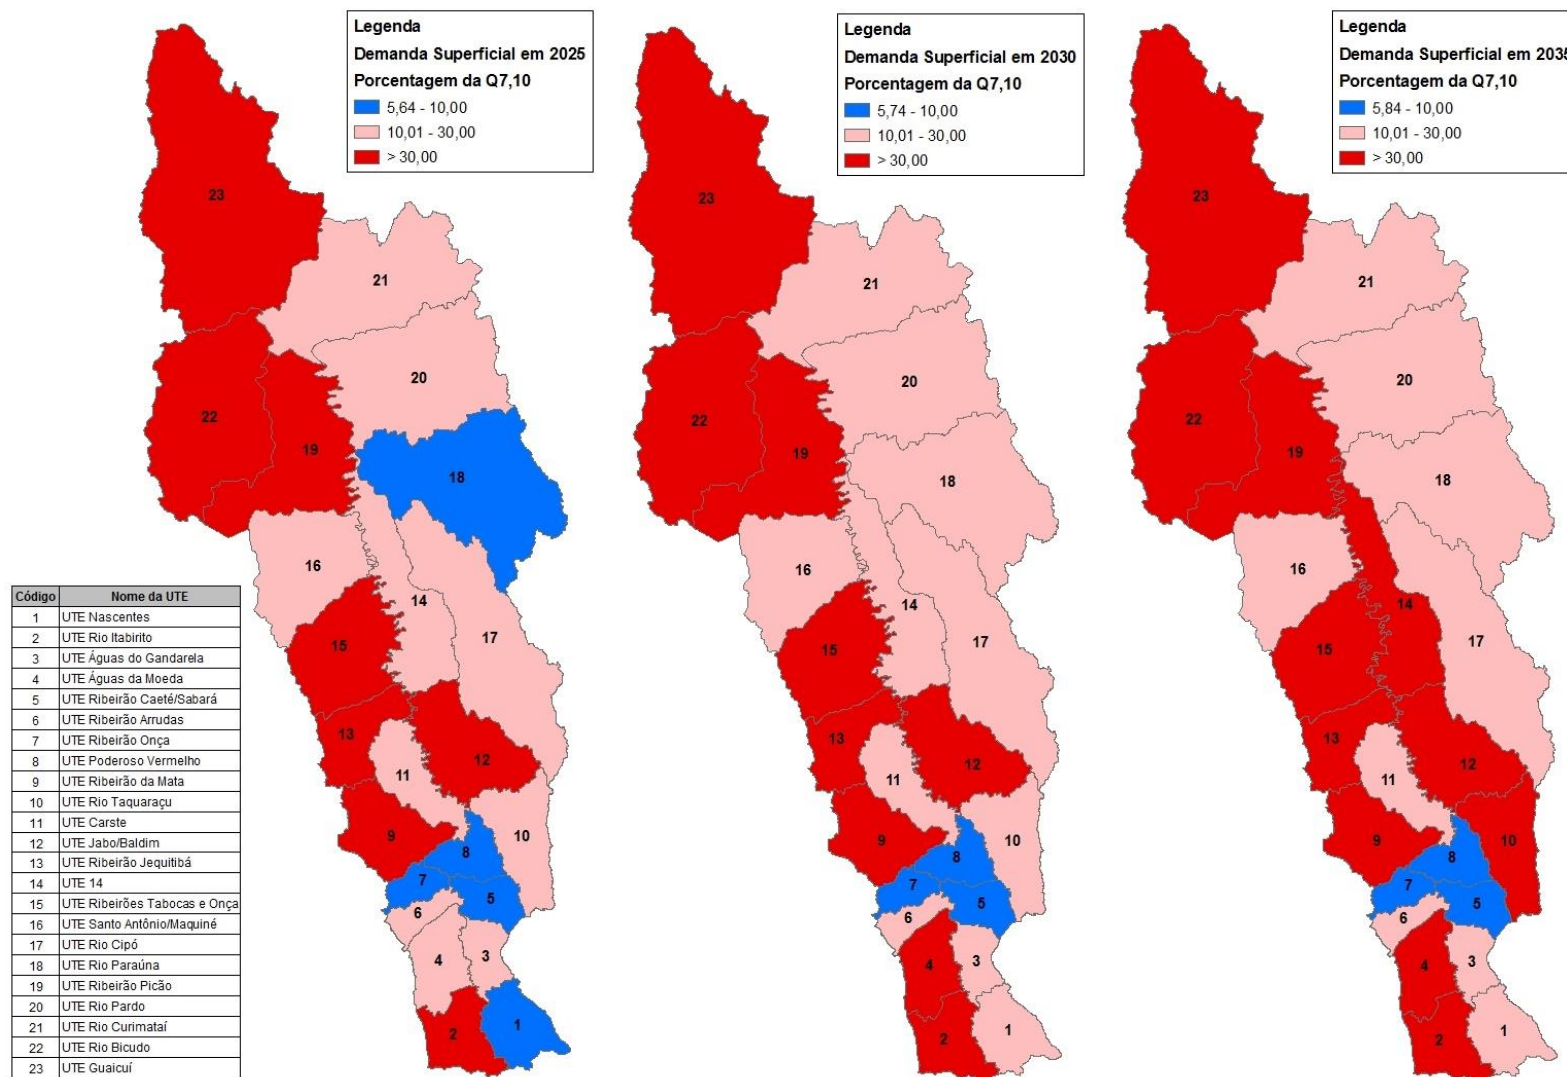 Legenda
Demanda Superficial em 2025
Porcentagem da Q7,10
5,64 - 10,00
10,01 - 30,00
> 30,00
23
21
20
22
19
18
16
14
17
15
13
12
11
9
10
8
7
5
6
4
3
2
1
Código Nome da UTE
1 UTE Nascentes
2 UTE Rio Itabirito
3 UTE Águas do Gandarela
4 UTE Águas da Moeda
5 UTE Ribeirão Caeté/Sabará
6 UTE Ribeirão Arrudas
7 UTE Ribeirão Onça
8 UTE Poderoso Vermelho
9 UTE Ribeirão da Mata
10 UTE Rio Taquaraçu
11 UTE Carste
12 UTE Jabo/Baldim
13 UTE Ribeirão Jequitibá
14 UTE 14
15 UTE Ribeirões Tabocas e Onça
16 UTE Santo Antônio/Maquiné
17 UTE Rio Cipó
18 UTE Rio Paraúna
19 UTE Ribeirão Picão
20 UTE Rio Pardo
21 UTE Rio Curimataí
22 UTE Rio Bicudo
23 UTE Guaicuí
Legenda
Demanda Superficial em 2030
Porcentagem da Q7,10
5,74 - 10,00
10,01 - 30,00
> 30,00
23
21
20
22
19
18
16
14
17
15
13
12
11
9
10
8
7
5
6
4
3
2
1
Legenda
Demanda Superficial em 2035
Porcentagem da Q7,10
5,84 - 10,00
10,01 - 30,00
> 30,00
23
21
20
22
19
18
16
14
17
15
13
12
11
9
10
8
7
5
6
4
3
2
1